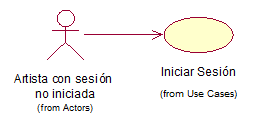 Artista con sesión
no iniciada
(from Actors)
Iniciar Sesión
(from Use Cases)